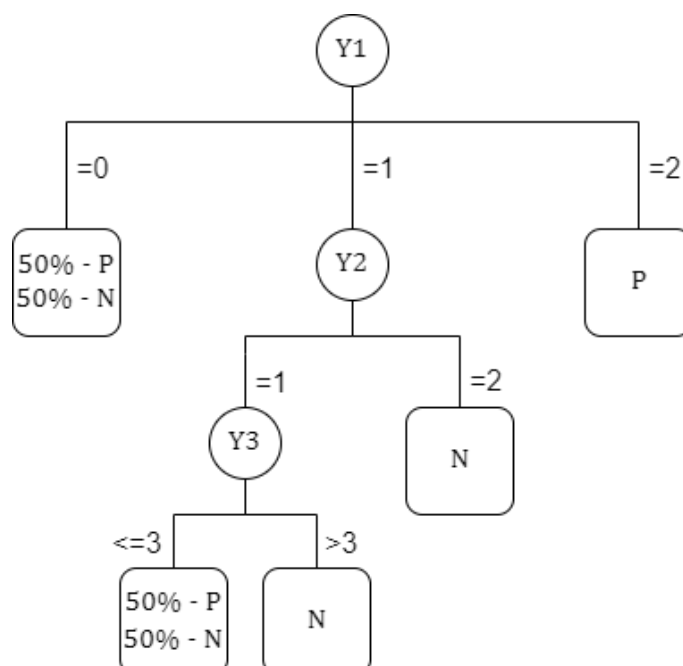 Y1
=0
=1
=2
50% - P
50% - N
Y2
P
=1
=2
Y3
N
<=3
>3
50% - P
50% - N
N